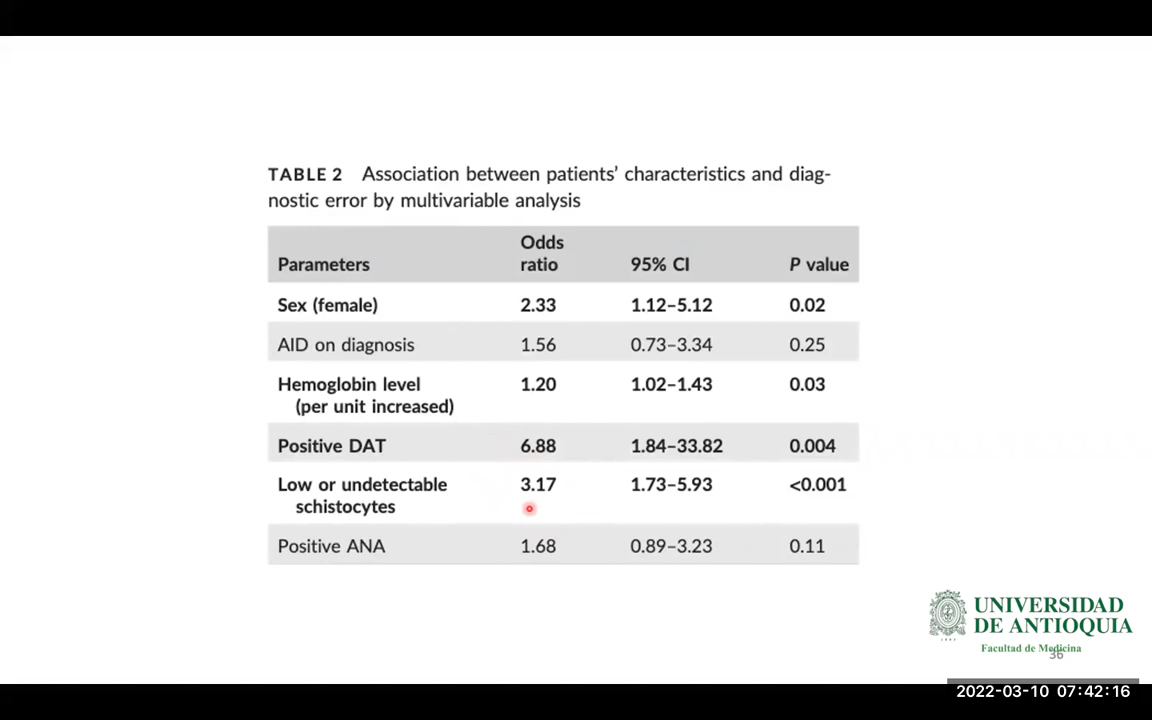 TABLE 2 Association between patients' characteristics and diag-
nostic error by multivariable analysis
Parameters Odds ratio 95% CI P value
Sex (female) 2.33 1.12–5.12 0.02
AID on diagnosis 1.56 0.73–3.34 0.25
Hemoglobin level 1.20 1.02–1.43 0.03
(per unit increased)
Positive DAT 6.88 1.84–33.82 0.004
Low or undetectable 3.17 1.73–5.93 <0.001
schistocytes
Positive ANA 1.68 0.89–3.23 0.11
UNIVERSIDAD
DE ANTIOQUIA
Facultad de Medicina
36
2022-03-10 07:42:16